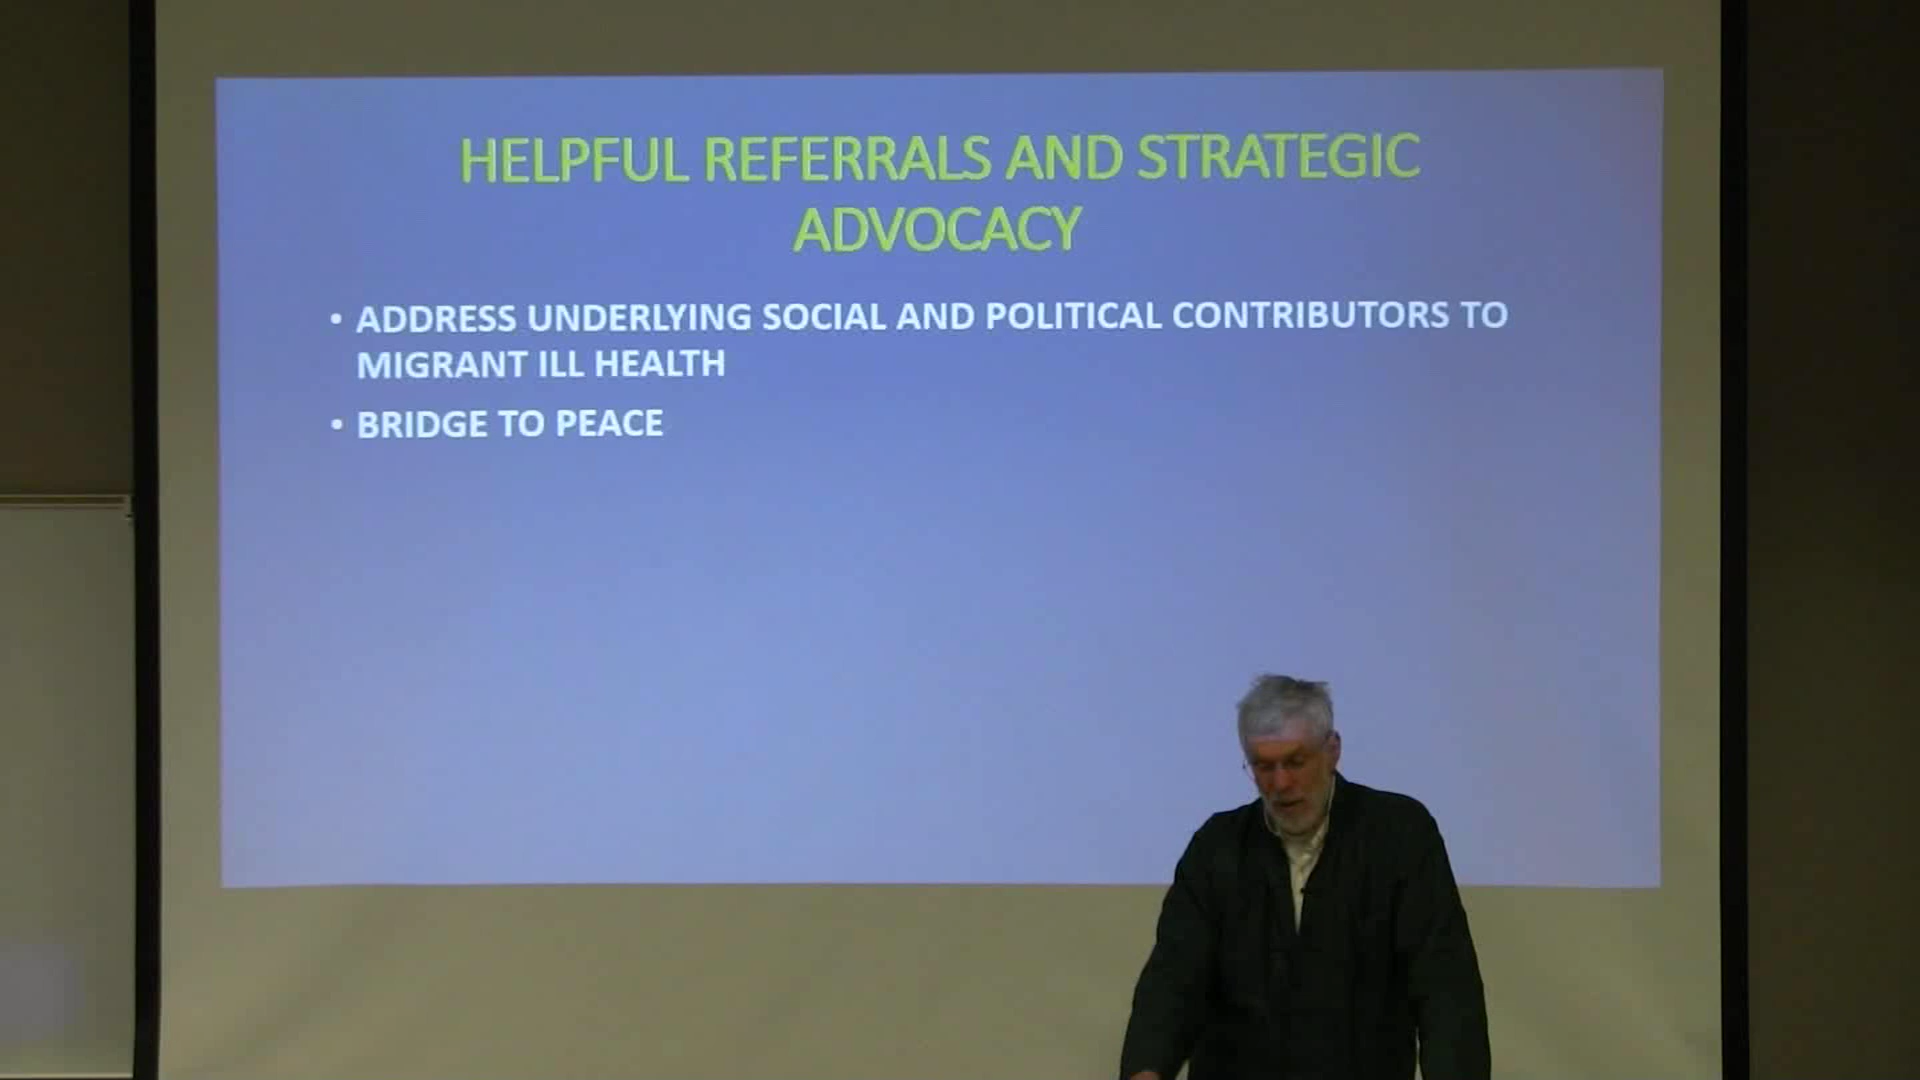 HELPFUL REFERRALS AND STRATEGIC
ADVOCACY
• ADDRESS UNDERLYING SOCIAL AND POLITICAL CONTRIBUTORS TO
MIGRANT ILL HEALTH
• BRIDGE TO PEACE